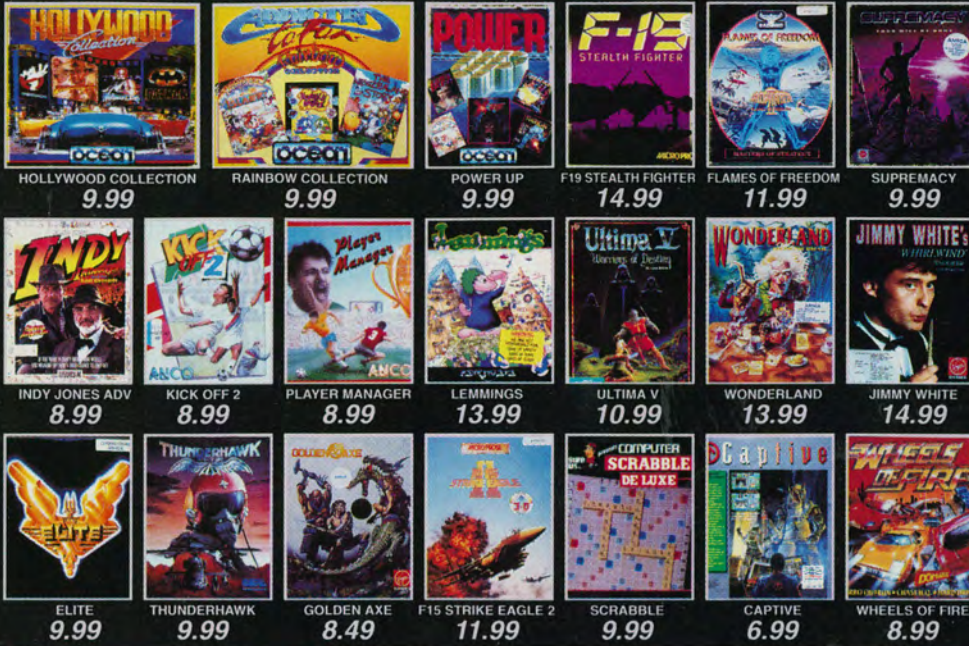 HOLLYWOOD
Collection
ocean
HOLLYWOOD COLLECTION
9.99
ocean
RAINBOW COLLECTION
9.99
POWER
ocean
POWER UP
9.99
STEALTH FIGHTER
F19 STEALTH FIGHTER
14.99
FLAMES OF FREEDOM
FLAMES OF FREEDOM
11.99
SUPREMACY
YOUR WILL BE DONE
SUPREMACY
9.99
INDY
INDY JONES ADV
8.99
KICK
OFF 2
ANCO
KICK OFF 2
8.99
Player
Manager
ANCO
PLAYER MANAGER
8.99
Lemmings
LEMMINGS
13.99
Ultima V
Warriors of Destiny
ULTIMA V
10.99
WONDERLAND
WONDERLAND
13.99
JIMMY WHITE's
WHIRLWIND
JIMMY WHITE
14.99
ELITE
ELITE
9.99
THUNDERHAWK
THUNDERHAWK
9.99
GOLDEN AXE
GOLDEN AXE
8.49
F15 STRIKE EAGLE 2
11.99
COMPUTER
SCRABBLE
DE LUXE
SCRABBLE
9.99
Captive
CAPTIVE
6.99
WHEELS
OF FIRE
WHEELS OF FIRE
8.99